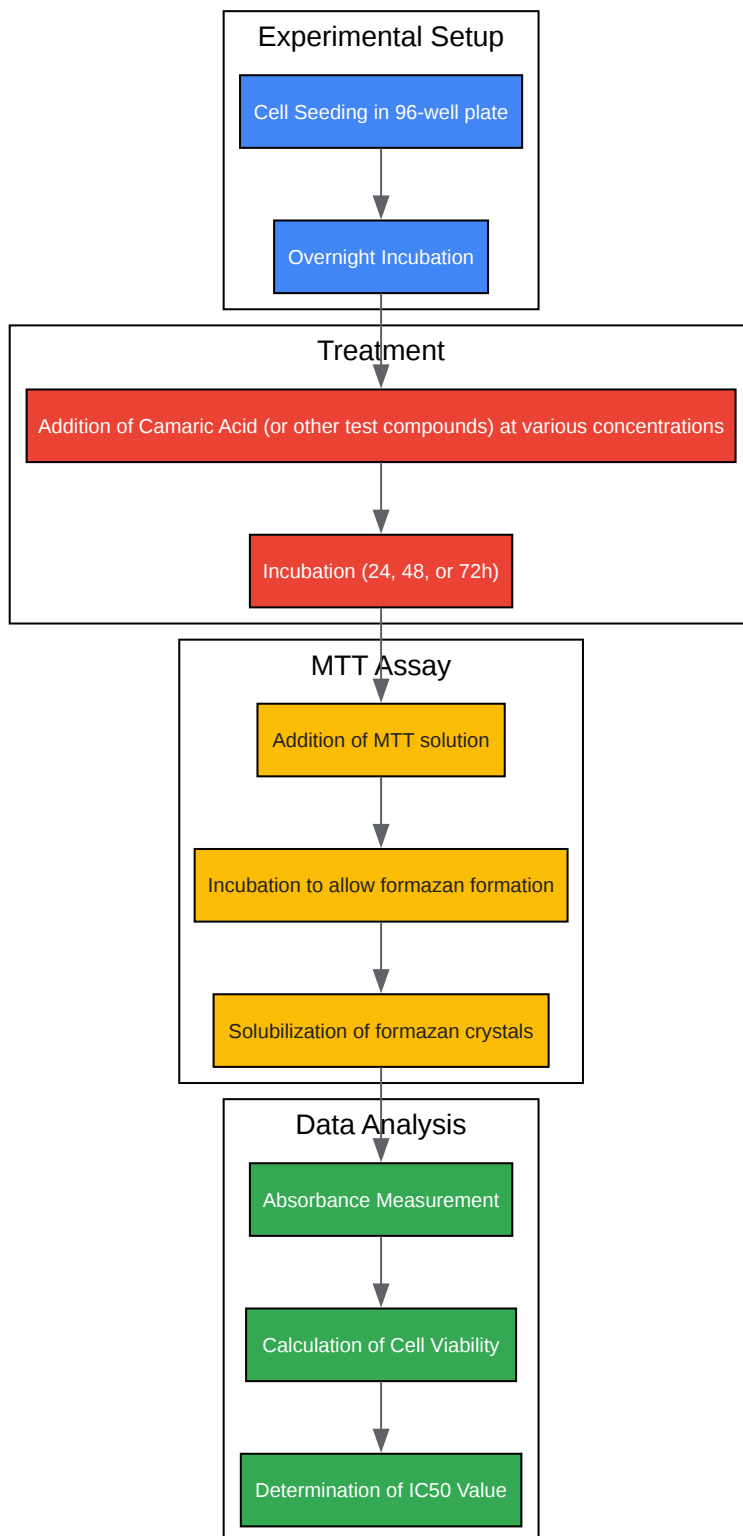 Experimental Setup
Cell Seeding in 96-well plate
Overnight Incubation
Treatment
Addition of Camaric Acid (or other test compounds) at various concentrations
Incubation (24, 48, or 72h)
MTT Assay
Addition of MTT solution
Incubation to allow formazan formation
Solubilization of formazan crystals
Data Analysis
Absorbance Measurement
Calculation of Cell Viability
Determination of IC50 Value